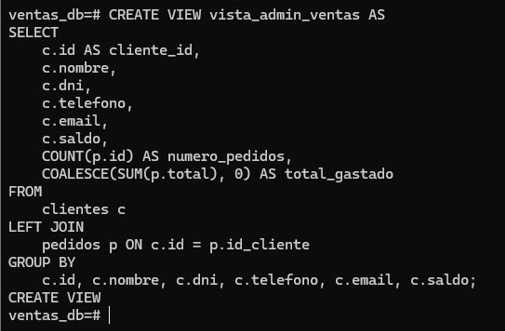 ventas_db=# CREATE VIEW vista_admin_ventas AS
SELECT
    c.id AS cliente_id,
    c.nombre,
    c.dni,
    c.telefono,
    c.email,
    c.saldo,
    COUNT(p.id) AS numero_pedidos,
    COALESCE(SUM(p.total), 0) AS total_gastado
FROM
    clientes c
LEFT JOIN
    pedidos p ON c.id = p.id_cliente
GROUP BY
    c.id, c.nombre, c.dni, c.telefono, c.email, c.saldo;
CREATE VIEW
ventas_db=#